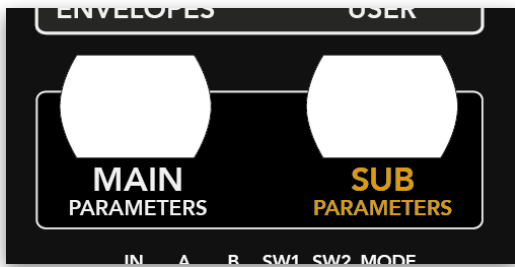 ENVELOPES USER
MAIN SUB
PARAMETERS PARAMETERS
IN A B SW1 SW2 MODE